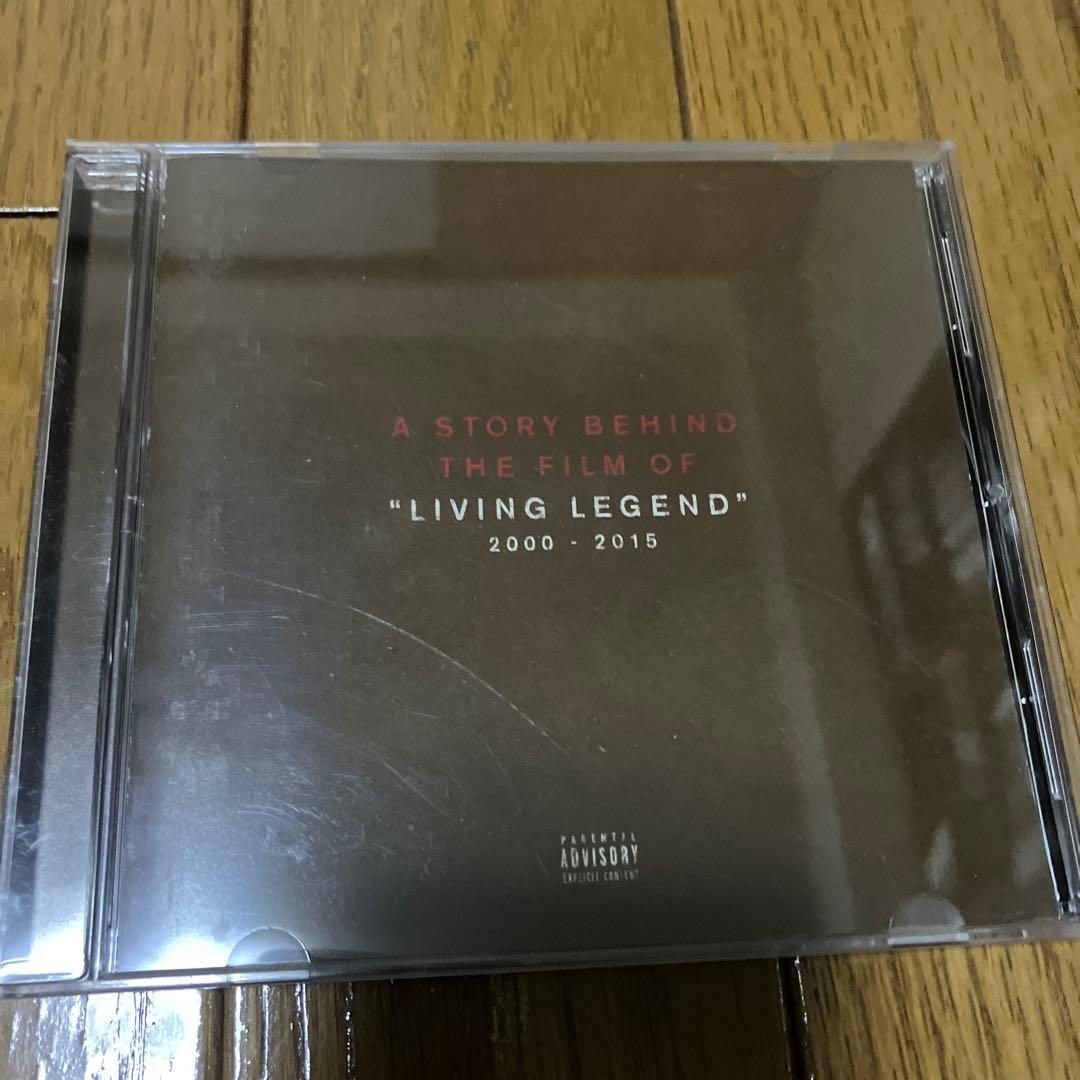 A STORY BEHIND
THE FILM OF
"LIVING LEGEND"
2000 - 2015
PARENTAL
ADVISORY
EXPLICIT CONTENT